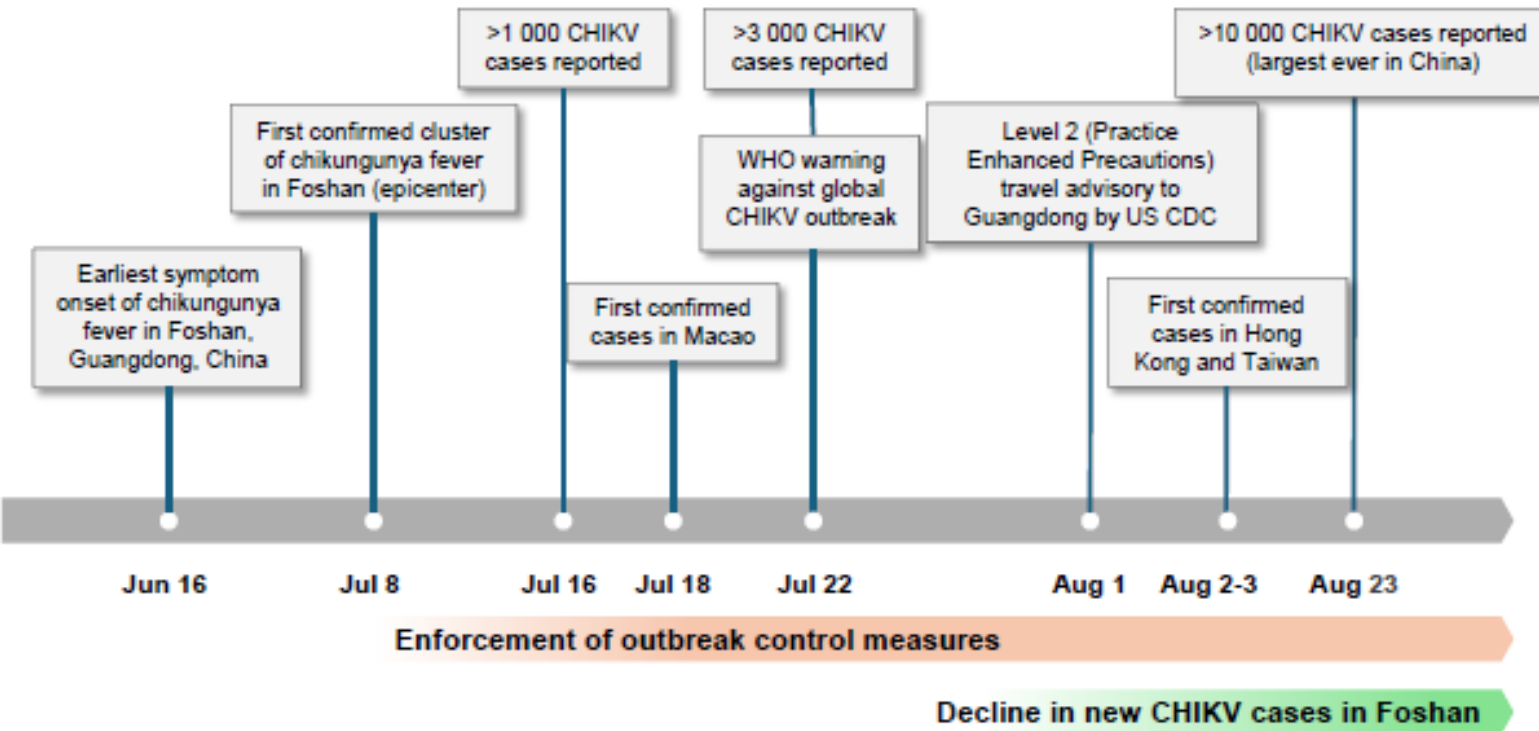 >1 000 CHIKV
cases reported
>3 000 CHIKV
cases reported
>10 000 CHIKV cases reported
(largest ever in China)
First confirmed cluster
of chikungunya fever
in Foshan (epicenter)
WHO warning
against global
CHIKV outbreak
Level 2 (Practice
Enhanced Precautions)
travel advisory to
Guangdong by US CDC
Earliest symptom
onset of chikungunya
fever in Foshan,
Guangdong, China
First confirmed
cases in Macao
First confirmed
cases in Hong
Kong and Taiwan
Jun 16
Jul 8
Jul 16
Jul 18
Jul 22
Aug 1
Aug 2-3
Aug 23
Enforcement of outbreak control measures
Decline in new CHIKV cases in Foshan